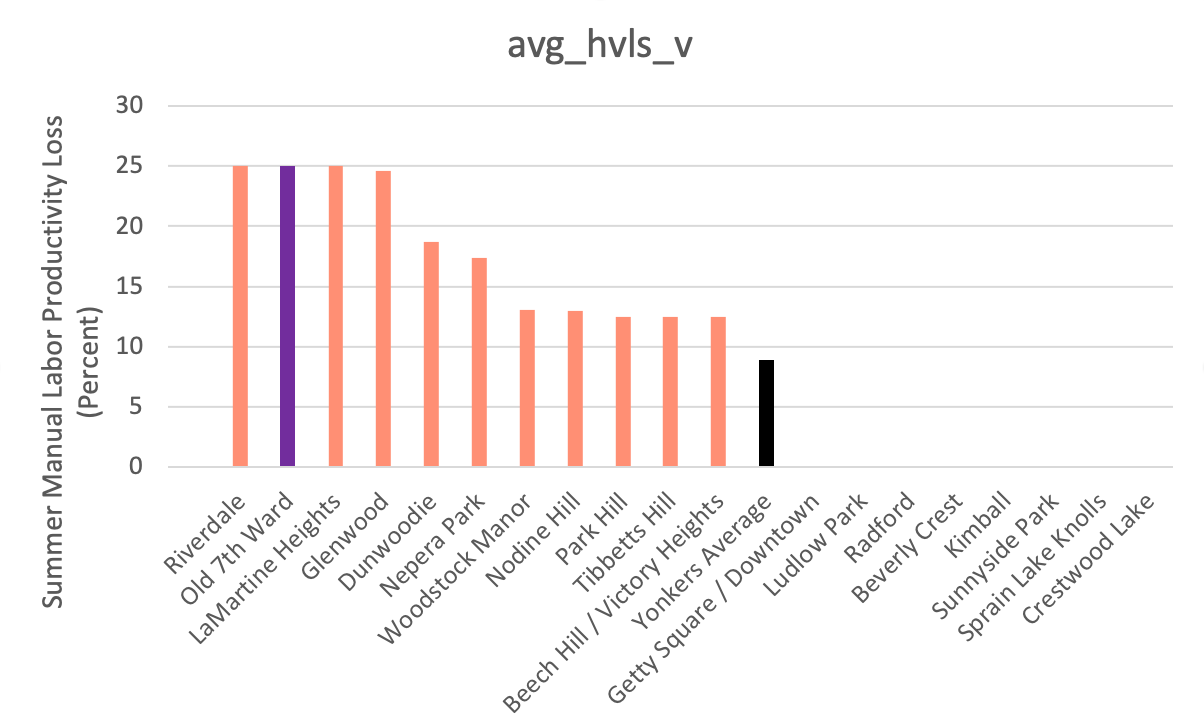 avg_hvls_v
Summer Manual Labor Productivity Loss
(Percent)
30
25
20
15
10
5
0
Riverdale
Old 7th Ward
LaMartine Heights
Glenwood
Dunwoodie
Nepera Park
Woodstock Manor
Nodine Hill
Park Hill
Tibbetts Hill
Beech Hill / Victory Heights
Yonkers Average
Getty Square / Downtown
Ludlow Park
Radford
Beverly Crest
Kimball
Sunnyside Park
Sprain Lake Knolls
Crestwood Lake